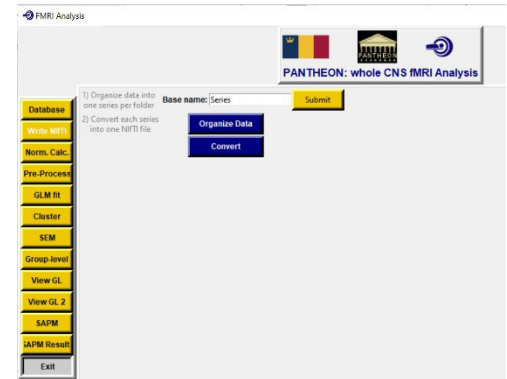 FMRI Analysis
PANTHEON
PANTHEON: whole CNS fMRI Analysis
1) Organize data into
one series per folder
Base name: Series
Submit
2) Convert each series
into one NIfTI file
Organize Data
Convert
Database
Write NIfTI
Norm. Calc.
Pre-Process
GLM fit
Cluster
SEM
Group-level
View GL
View GL 2
SAPM
SAPM Result
Exit